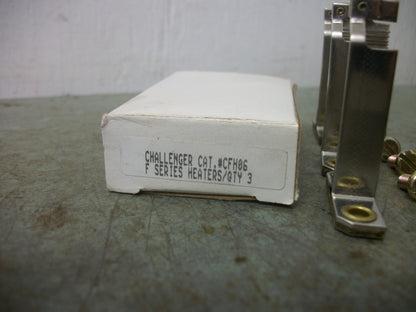 CHALLENGER CAT.#CFH06
F SERIES HEATERS/QTY 3